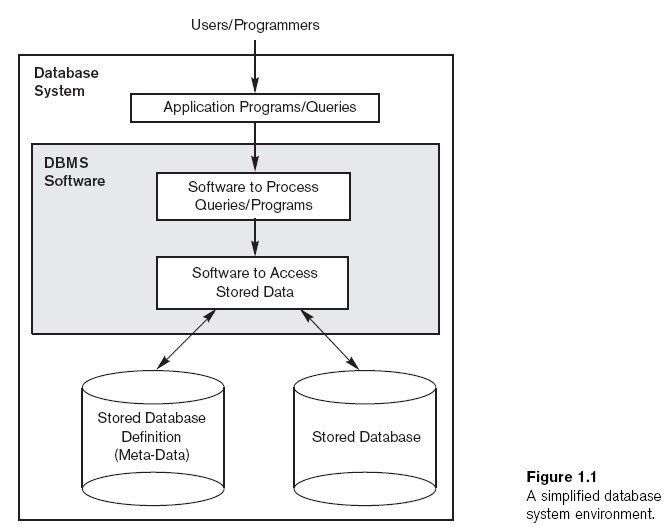 Users/Programmers
Database
System
Application Programs/Queries
DBMS
Software
Software to Process
Queries/Programs
Software to Access
Stored Data
Stored Database
Definition
(Meta-Data)
Stored Database
Figure 1.1
A simplified database
system environment.